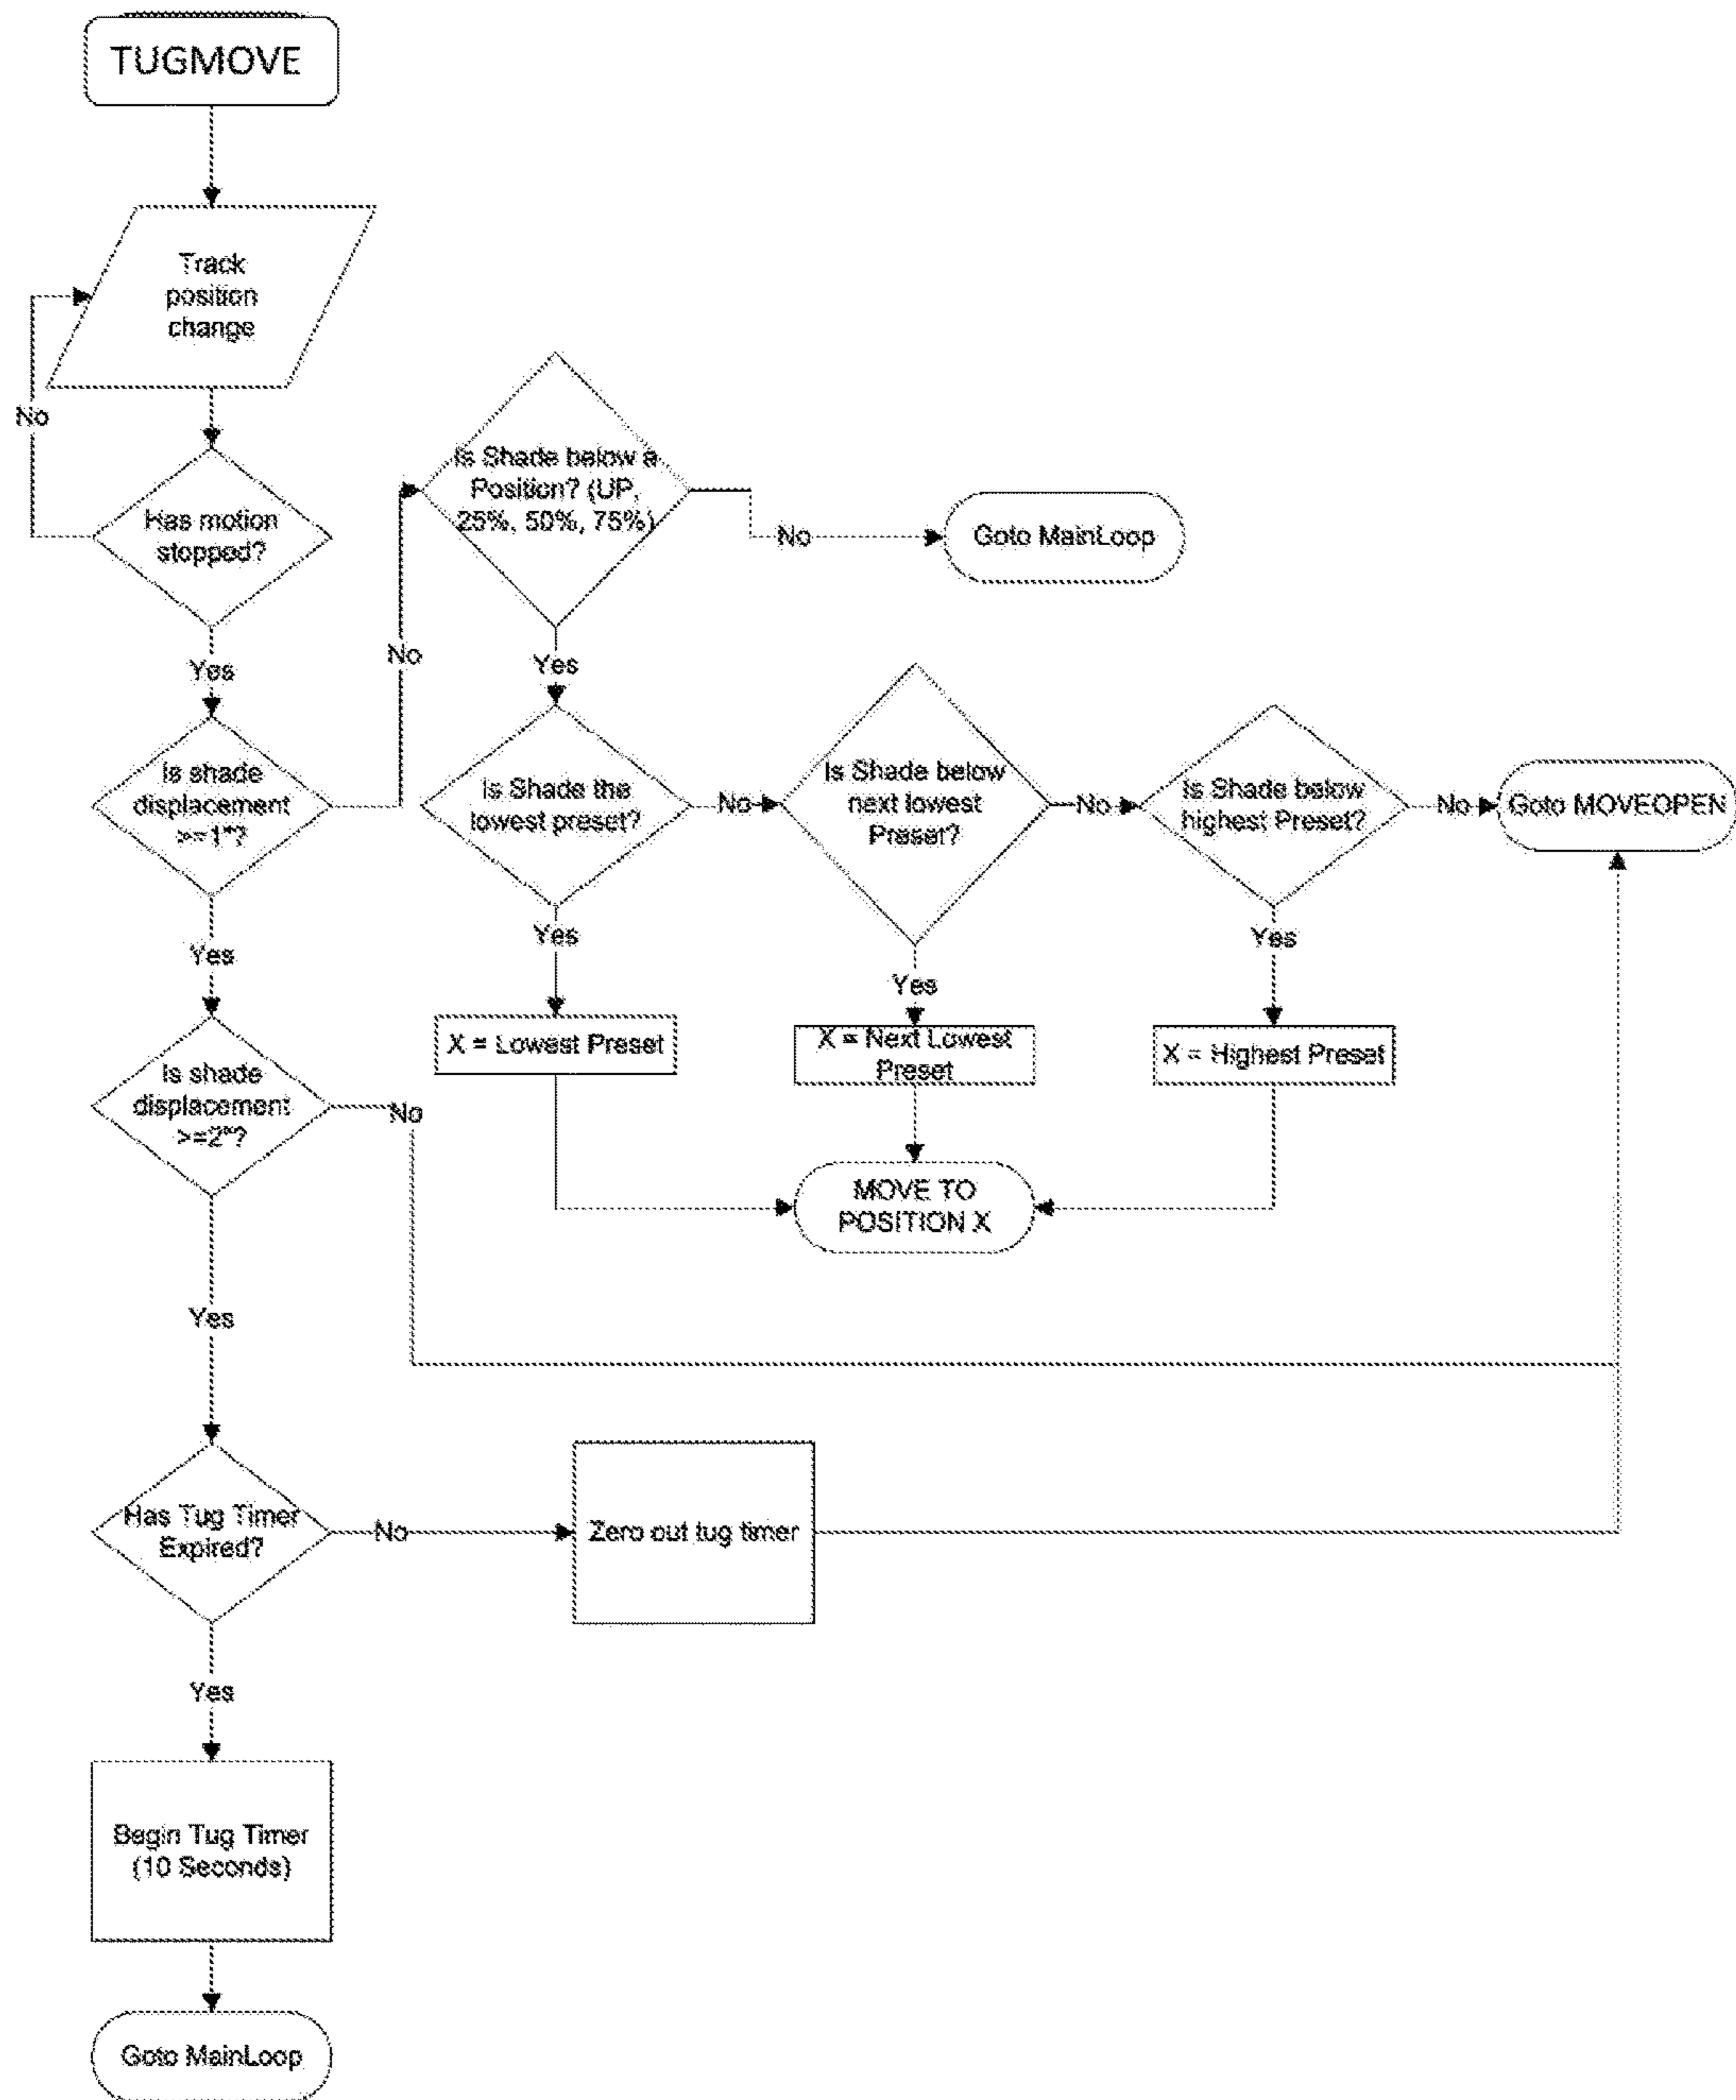 TUGMOVE
Track
position
change
No
Has motion
stopped?
Yes
Is shade
displacement
>=1"?
No
Is Shade below a
Position? (UP,
25%, 50%, 75%)
No
Goto MainLoop
Yes
Is Shade the
lowest preset?
No
Is Shade below
next lowest
Preset?
No
Is Shade below
highest Preset?
No
Goto MOVEOPEN
Yes
X = Lowest Preset
Yes
X = Next Lowest
Preset
Yes
X = Highest Preset
MOVE TO
POSITION X
Yes
Is shade
displacement
>=2"?
No
Yes
Has Tug Timer
Expired?
No
Zero out tug timer
Yes
Begin Tug Timer
(10 Seconds)
Goto MainLoop